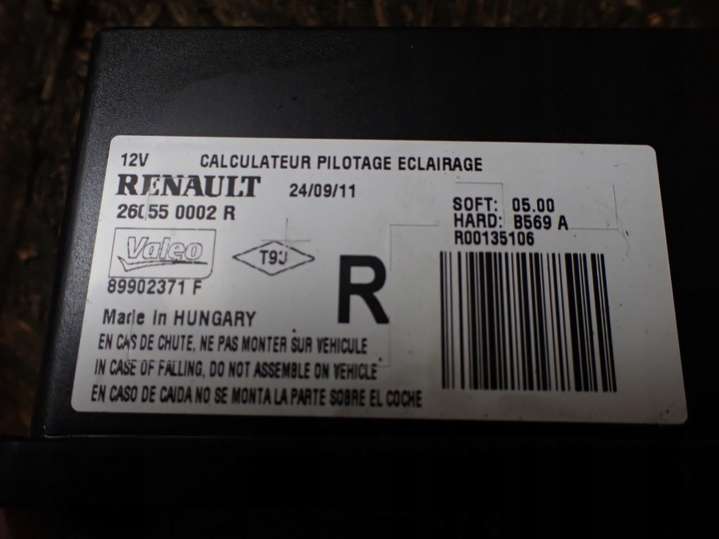 12V CALCULATEUR PILOTAGE ECLAIRAGE
RENAULT 24/09/11
26055 0002 R
SOFT: 05.00
HARD: B569 A
R00135106
Valeo
T9J
R
89902371 F
Made in HUNGARY
EN CAS DE CHUTE, NE PAS MONTER SUR VEHICULE
IN CASE OF FALLING, DO NOT ASSEMBLE ON VEHICLE
EN CASO DE CAIDA NO SE MONTA LA PARTE SOBRE EL COCHE